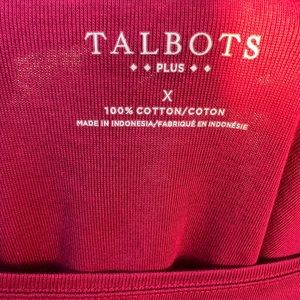 TALBOTS
PLUS
X
100% COTTON/COTON
MADE IN INDONESIA/FABRIQUÉ EN INDONÉSIE